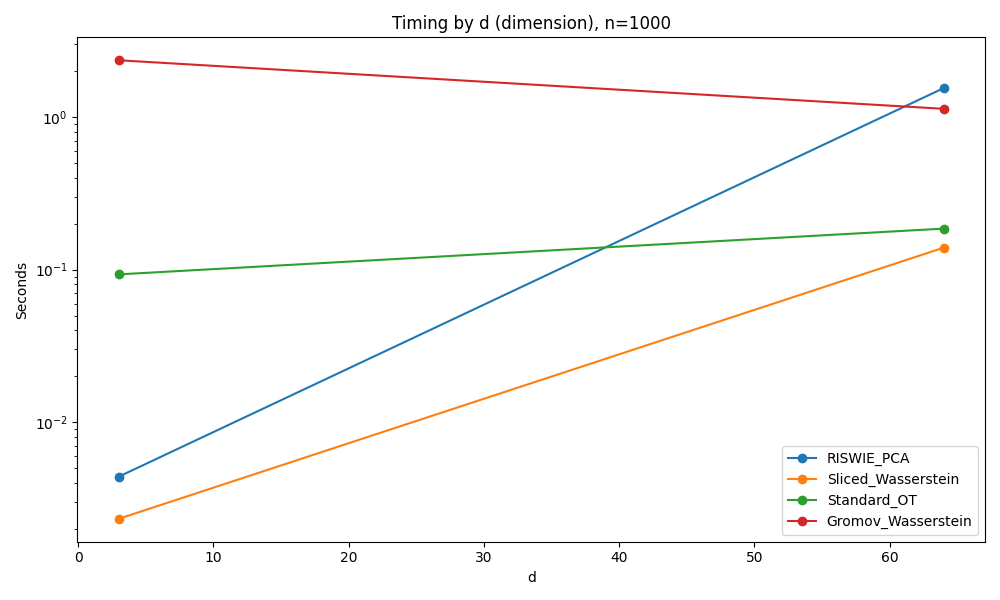 Timing by d (dimension), n=1000
Seconds
10^0
10^-1
10^-2
0 10 20 30 40 50 60
d
RISWIE_PCA
Sliced_Wasserstein
Standard_OT
Gromov_Wasserstein